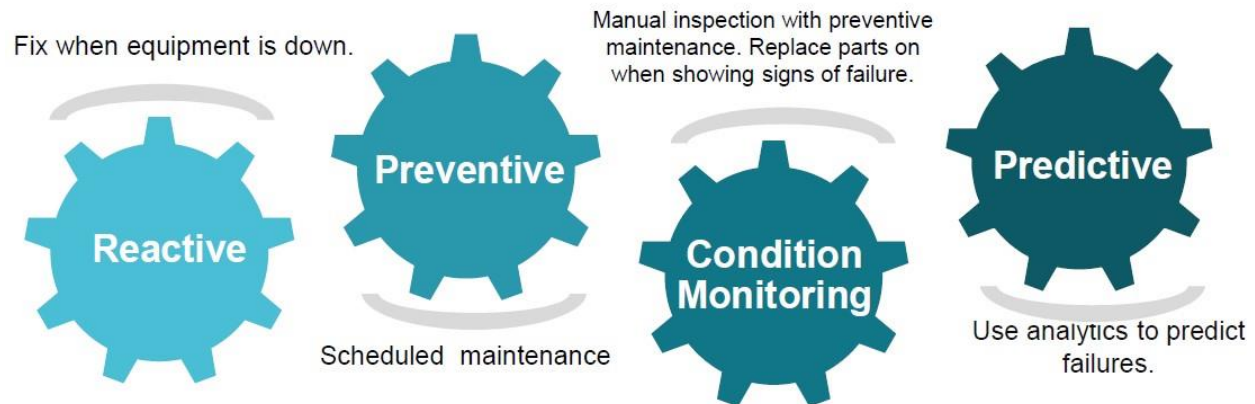 Fix when equipment is down.
Reactive
Preventive
Scheduled maintenance
Manual inspection with preventive
maintenance. Replace parts on
when showing signs of failure.
Condition
Monitoring
Predictive
Use analytics to predict
failures.